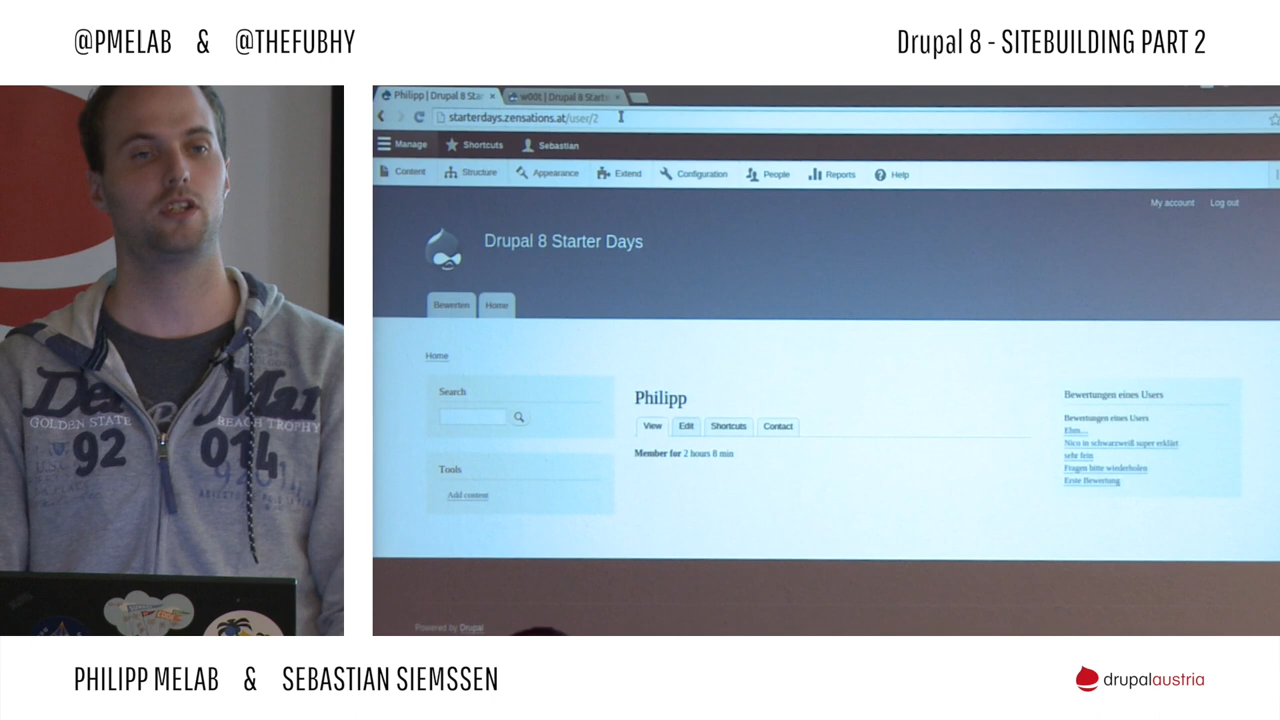 @PMELAB & @THEFUBHY
Drupal 8 - SITEBUILDING PART 2
GOLDEN STATE
BEACH TROPHY
92
014
Philipp | Drupal 8 Star
w00t | Drupal 8 Starte
starterdays.zensations.at/user/2
Manage Shortcuts Sebastian
Content Structure Appearance Extend Configuration People Reports Help
My account Log out
Drupal 8 Starter Days
Bewerten Home
Home
Search
Tools
Add content
Philipp
View Edit Shortcuts Contact
Member for 2 hours 8 min
Bewertungen eines Users
Bewertungen eines Users
Ehm...
Nico in schwarzweiß super erklärt
sehr fein
Fragen bitte wiederholen
Erste Bewertung
Powered by Drupal
PHILIPP MELAB & SEBASTIAN SIEMSSEN
drupalaustria